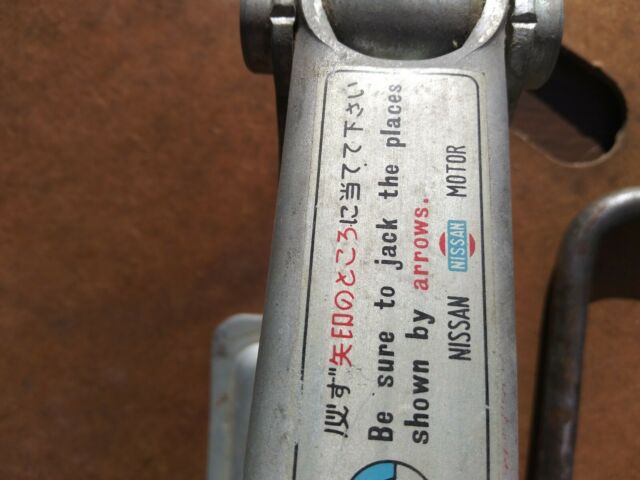 必ず矢印のところに当てて下さい
Be sure to jack the places
shown by arrows.
NISSAN NISSAN MOTOR